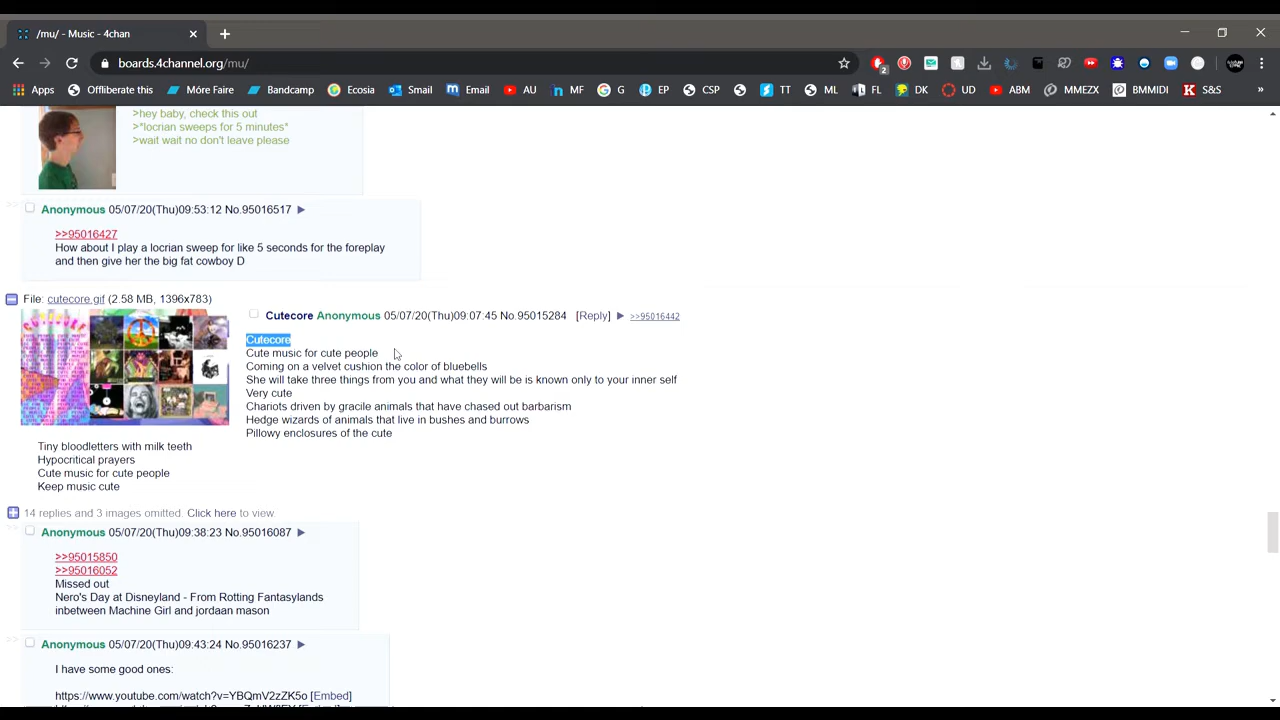 /mu/ - Music - 4chan
boards.4channel.org/mu/
2
Apps Offliberate this Móre Faire Bandcamp Ecosia Smail Email AU MF G EP CSP TT ML FL DK UD ABM MMEZX BMMIDI S&S »
>hey baby, check this out
>*locrian sweeps for 5 minutes*
>wait wait no don't leave please
>> Anonymous 05/07/20(Thu)09:53:12 No.95016517 ▶
>>95016427
How about I play a locrian sweep for like 5 seconds for the foreplay
and then give her the big fat cowboy D
File: cutecore.gif (2.58 MB, 1396x783)
Cutecore Anonymous 05/07/20(Thu)09:07:45 No.95015284 [Reply] ▶ >>95016442
Cutecore
Cute music for cute people
Coming on a velvet cushion the color of bluebells
She will take three things from you and what they will be is known only to your inner self
Very cute
Chariots driven by gracile animals that have chased out barbarism
Hedge wizards of animals that live in bushes and burrows
Pillowy enclosures of the cute
Tiny bloodletters with milk teeth
Hypocritical prayers
Cute music for cute people
Keep music cute
14 replies and 3 images omitted. Click here to view.
>> Anonymous 05/07/20(Thu)09:38:23 No.95016087 ▶
>>95015850
>>95016052
Missed out
Nero's Day at Disneyland - From Rotting Fantasylands
inbetween Machine Girl and jordaan mason
>> Anonymous 05/07/20(Thu)09:43:24 No.95016237 ▶
I have some good ones:
https://www.youtube.com/watch?v=YBQmV2zZK5o [Embed]